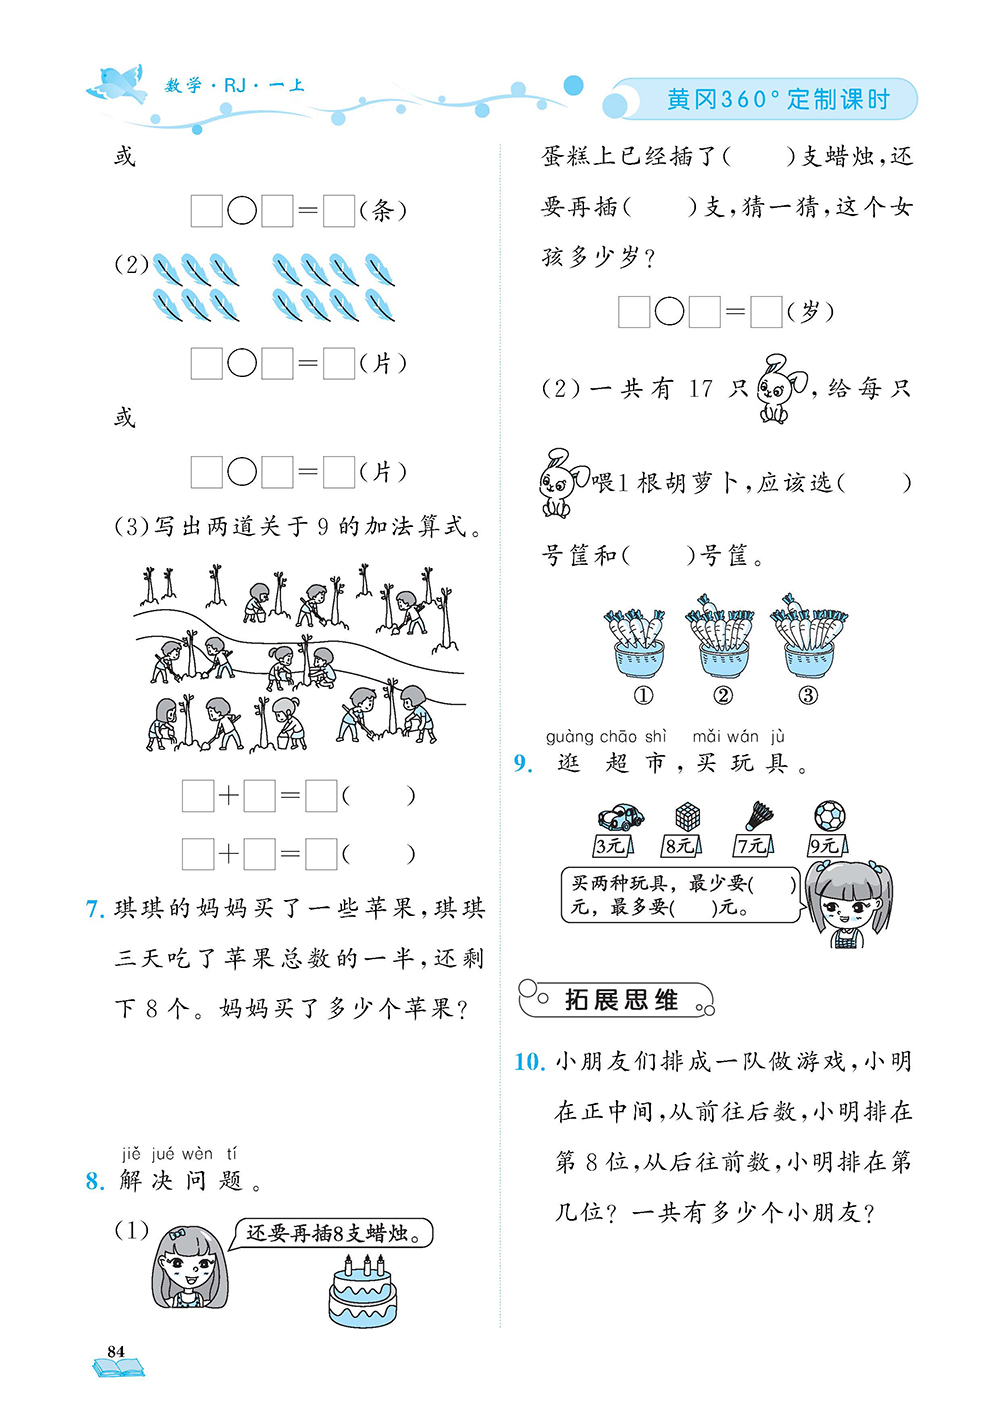 数学·RJ·一上
黄冈360°定制课时
或
□○□=□(条)
(2)
□○□=□(片)
或
□○□=□(片)
(3)写出两道关于9的加法算式。
□+□=□(　　)
□+□=□(　　)
7. 琪琪的妈妈买了一些苹果,琪琪
三天吃了苹果总数的一半,还剩
下8个。妈妈买了多少个苹果?
jiě jué wèn tí
8. 解决问题。
(1)
还要再插8支蜡烛。
蛋糕上已经插了(　　)支蜡烛,还
要再插(　　)支,猜一猜,这个女
孩多少岁?
□○□=□(岁)
(2)一共有17只,给每只
喂1根胡萝卜,应该选(　　)
号筐和(　　)号筐。
① ② ③
guàng chāo shì mǎi wán jù
9. 逛超市,买玩具。
3元 8元 7元 9元
买两种玩具，最少要(　　)
元，最多要(　　)元。
拓展思维
10. 小朋友们排成一队做游戏,小明
在正中间,从前往后数,小明排在
第8位,从后往前数,小明排在第
几位?一共有多少个小朋友?
84